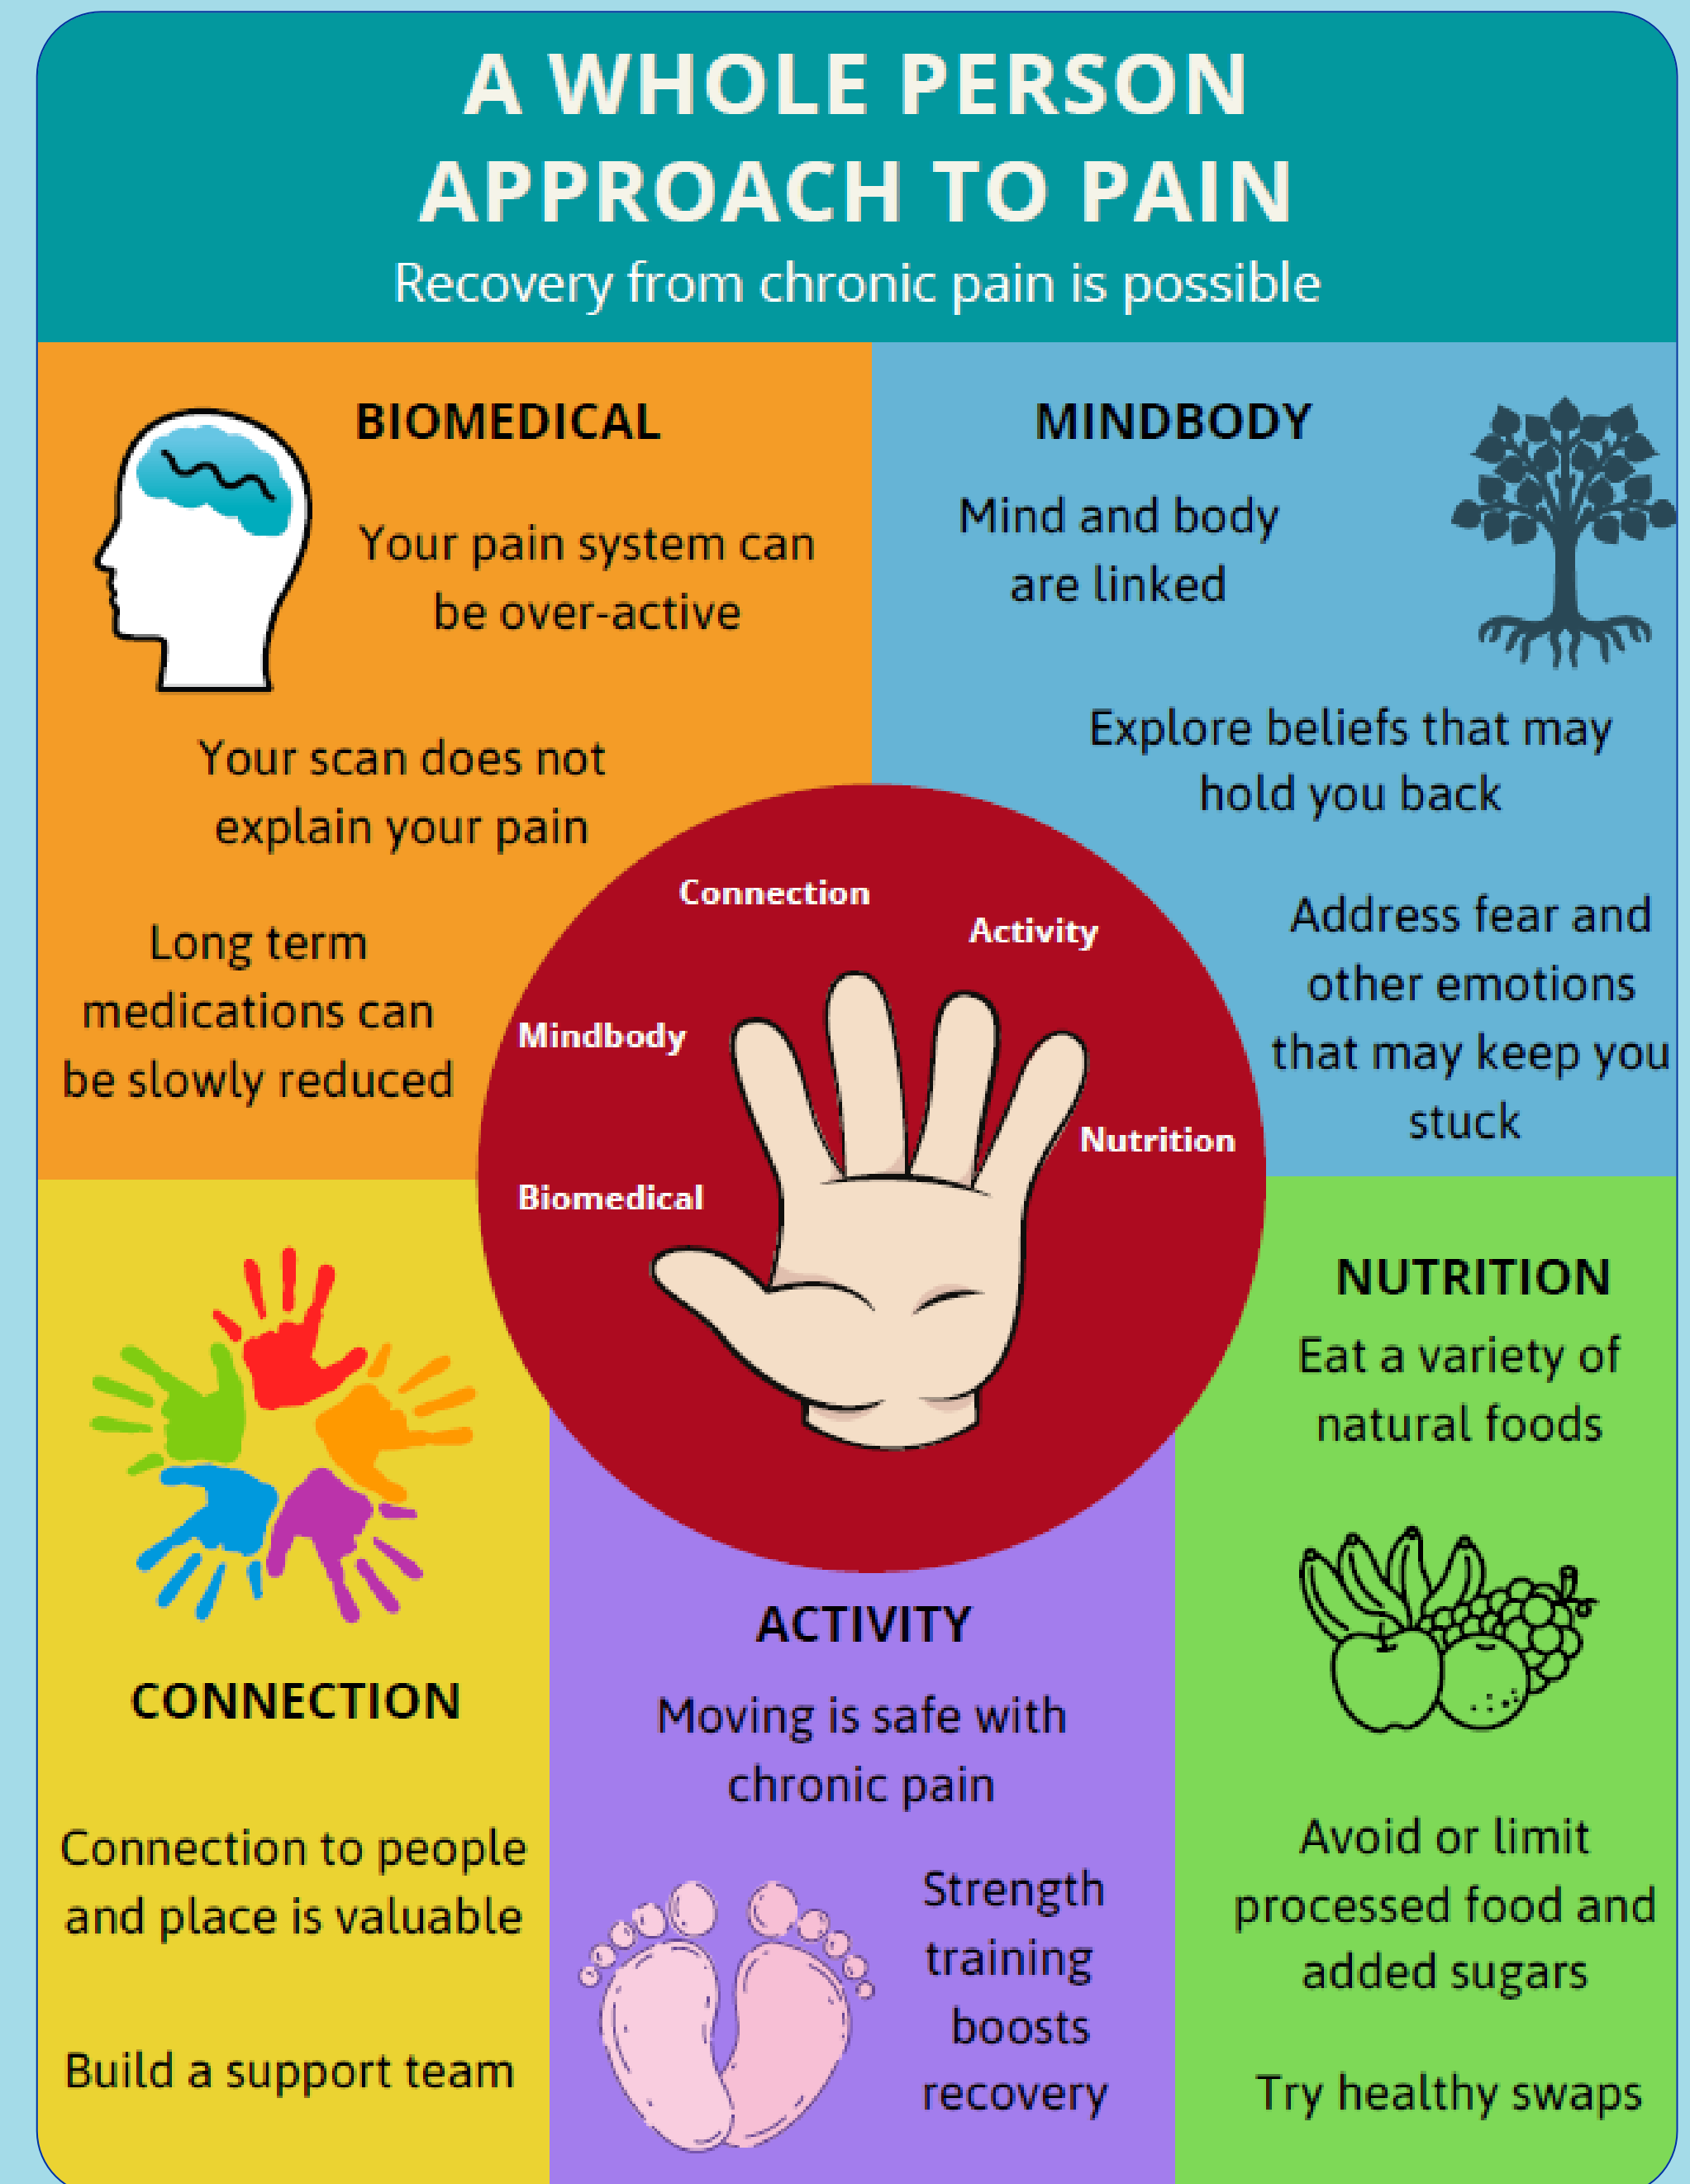 A WHOLE PERSON
APPROACH TO PAIN
Recovery from chronic pain is possible
BIOMEDICAL
Your pain system can
be over-active
Your scan does not
explain your pain
Long term
medications can
be slowly reduced
MINDBODY
Mind and body
are linked
Explore beliefs that may
hold you back
Address fear and
other emotions
that may keep you
stuck
Connection
Activity
Mindbody
Nutrition
Biomedical
CONNECTION
Connection to people
and place is valuable
Build a support team
ACTIVITY
Moving is safe with
chronic pain
Strength
training
boosts
recovery
NUTRITION
Eat a variety of
natural foods
Avoid or limit
processed food and
added sugars
Try healthy swaps